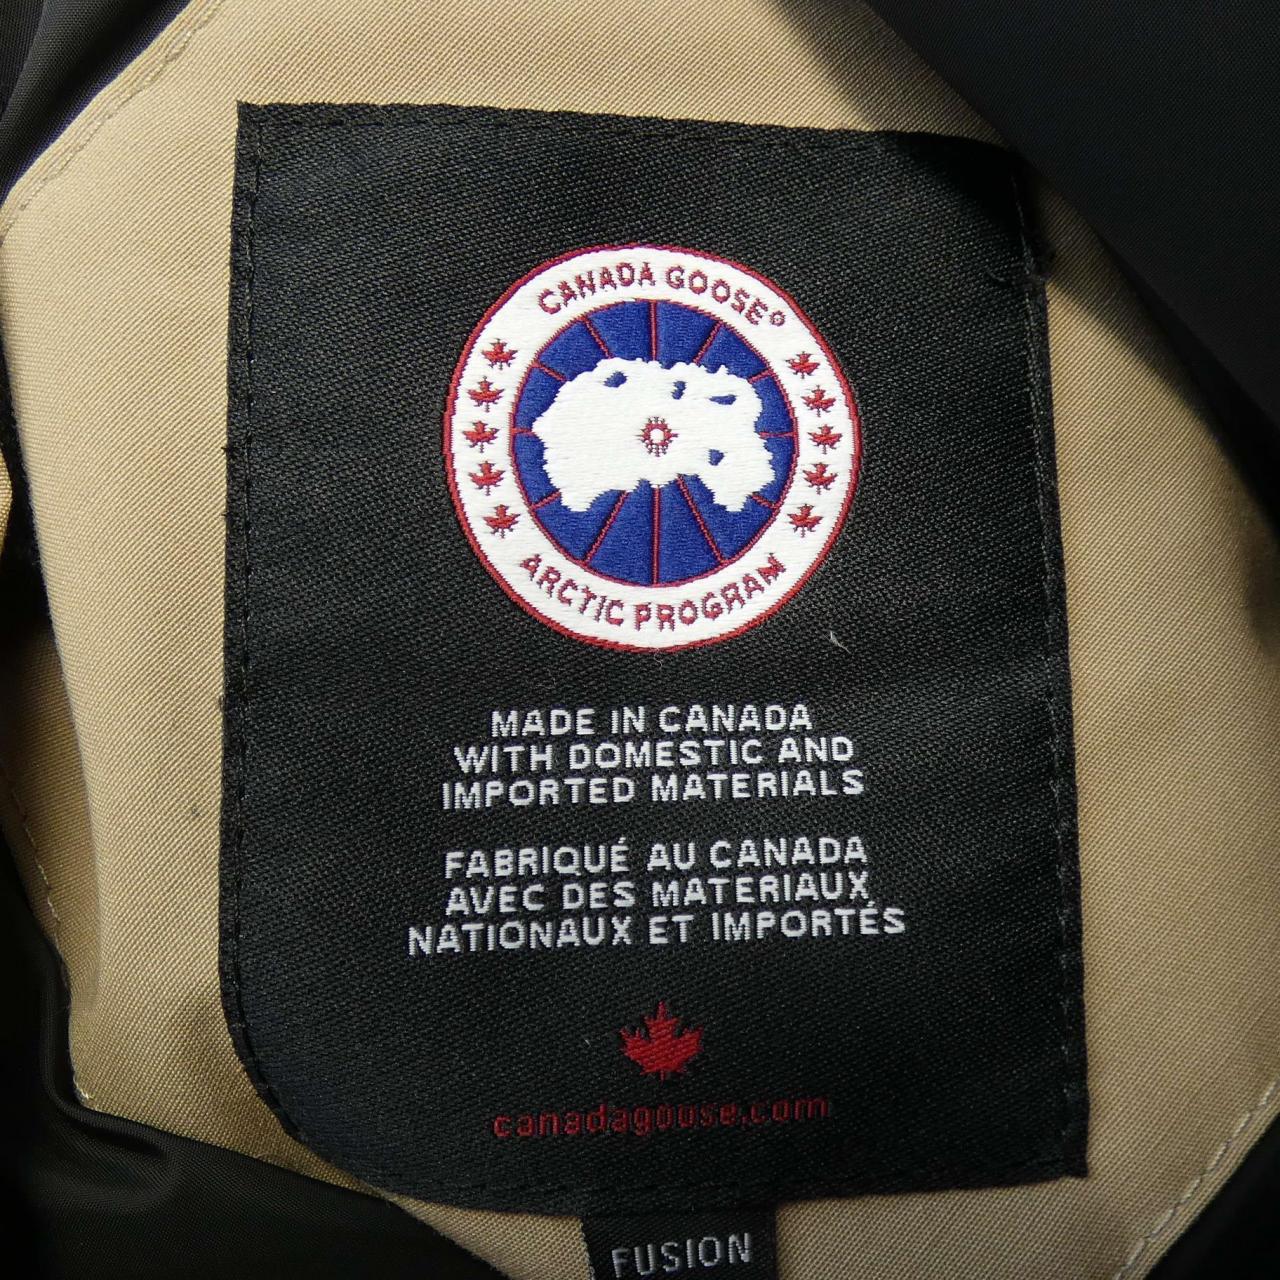 CANADA GOOSE®
ARCTIC PROGRAM
MADE IN CANADA
WITH DOMESTIC AND
IMPORTED MATERIALS
FABRIQUÉ AU CANADA
AVEC DES MATERIAUX
NATIONAUX ET IMPORTÉS
canadagoose.com
FUSION